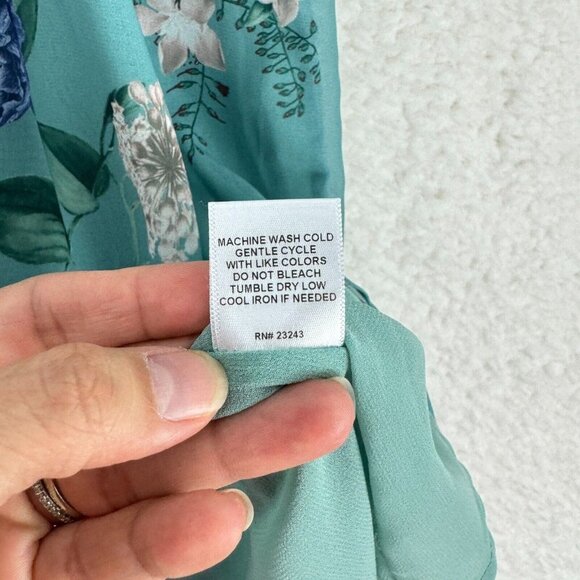 MACHINE WASH COLD
GENTLE CYCLE
WITH LIKE COLORS
DO NOT BLEACH
TUMBLE DRY LOW
COOL IRON IF NEEDED
RN# 23243